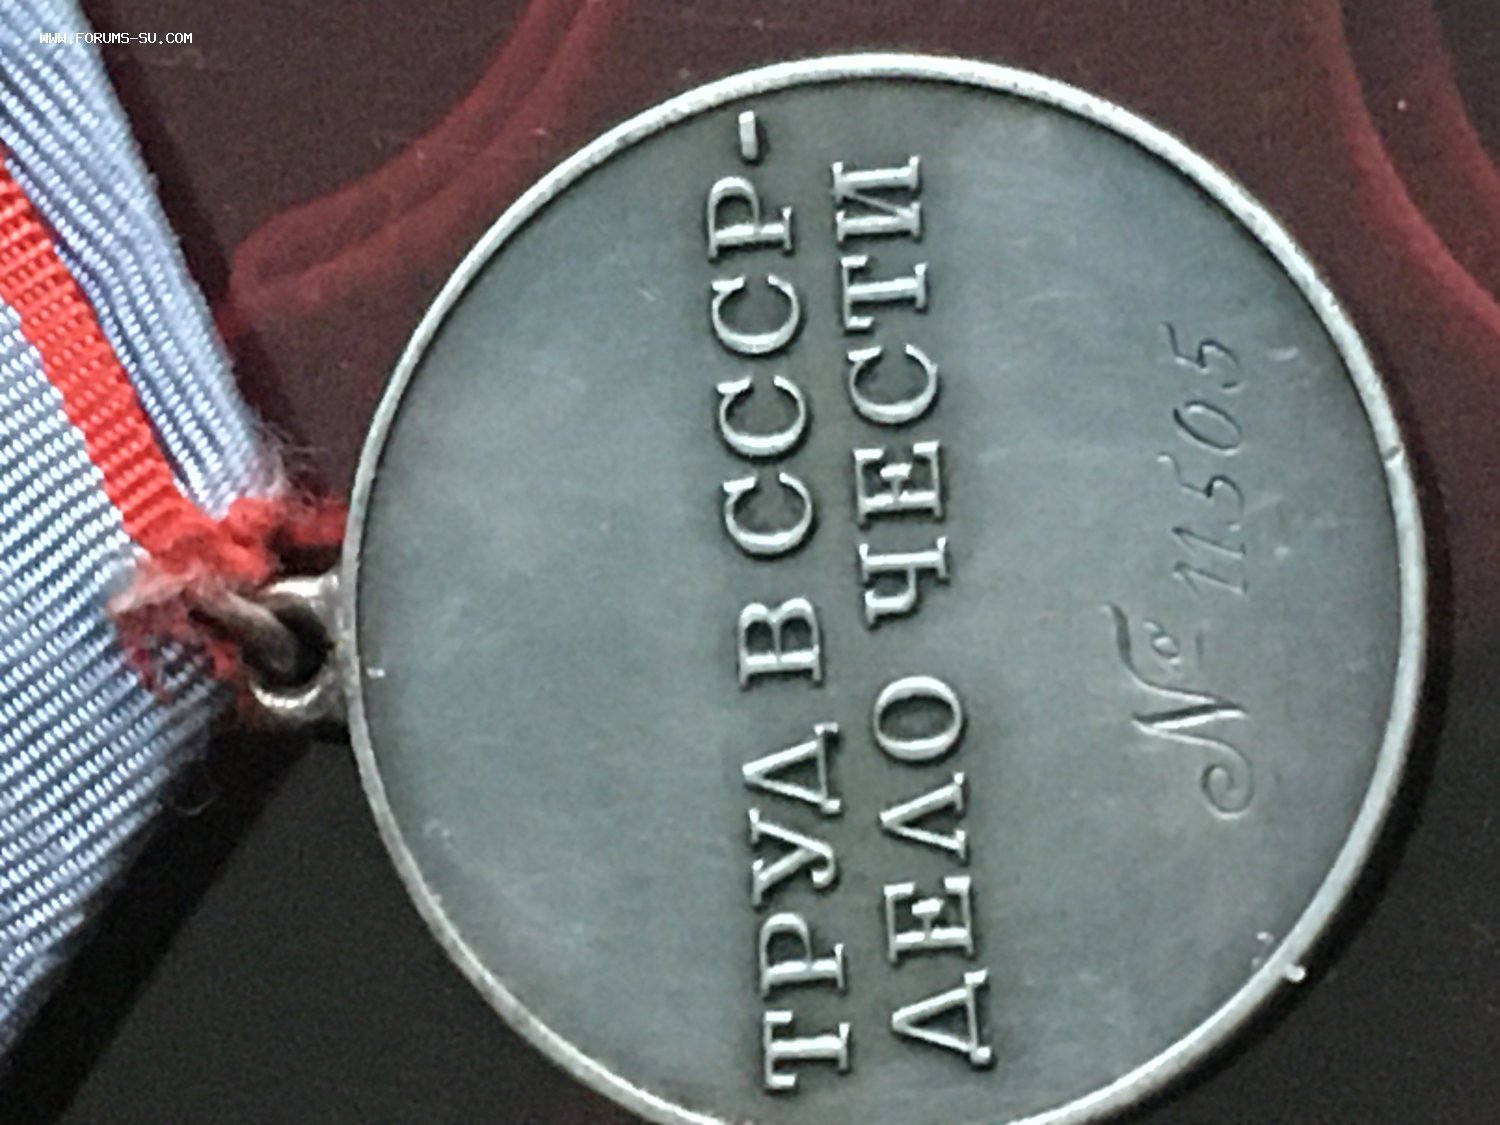 WWW.FORUMS-SU.COM
ТРУД В СССР-
ДЕЛО ЧЕСТИ
№ 11505